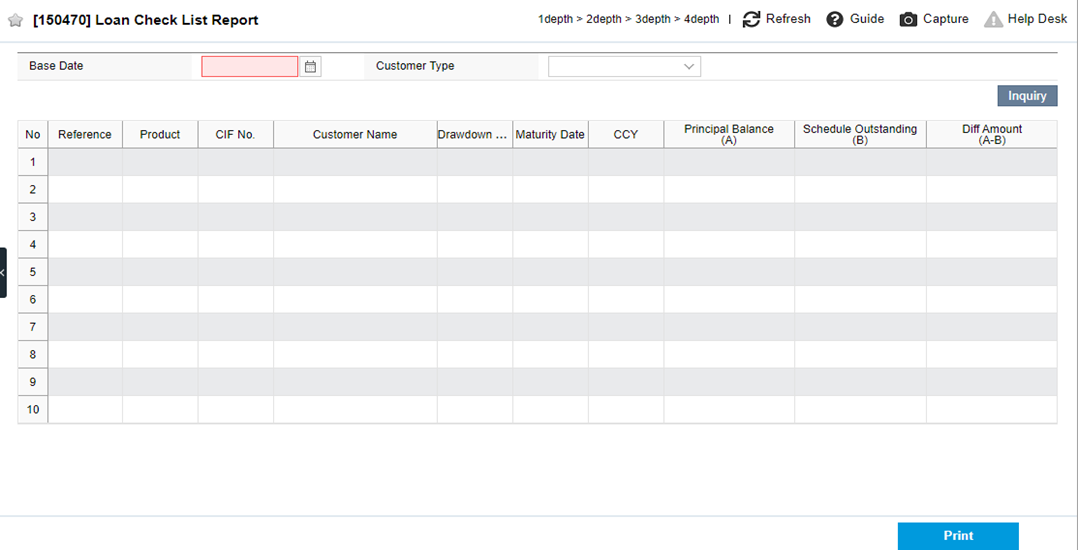 [150470] Loan Check List Report
1depth > 2depth > 3depth > 4depth | Refresh Guide Capture Help Desk
Base Date Customer Type
Inquiry
No Reference Product CIF No. Customer Name Drawdown ... Maturity Date CCY Principal Balance (A) Schedule Outstanding (B) Diff Amount (A-B)
1
2
3
4
5
6
7
8
9
10
Print